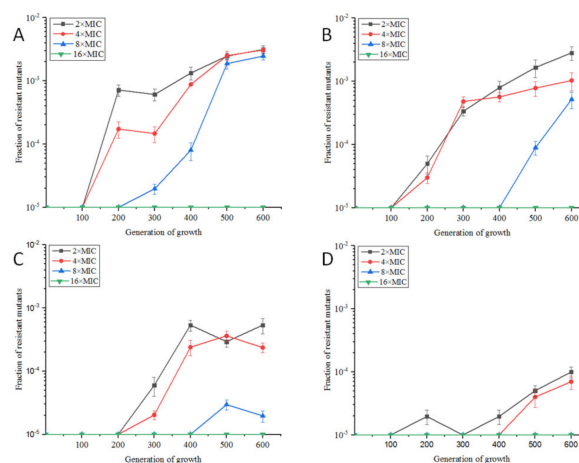 A
2×MIC
4×MIC
8×MIC
16×MIC
Fraction of resistant mutants
10⁻²
10⁻³
10⁻⁴
10⁻⁵
100 200 300 400 500 600
Generation of growth
B
2×MIC
4×MIC
8×MIC
16×MIC
Fraction of resistant mutants
10⁻²
10⁻³
10⁻⁴
10⁻⁵
100 200 300 400 500 600
Generation of growth
C
2×MIC
4×MIC
8×MIC
16×MIC
Fraction of resistant mutants
10⁻²
10⁻³
10⁻⁴
10⁻⁵
100 200 300 400 500 600
Generation of growth
D
2×MIC
4×MIC
8×MIC
16×MIC
Fraction of resistant mutants
10⁻²
10⁻³
10⁻⁴
10⁻⁵
100 200 300 400 500 600
Generation of growth